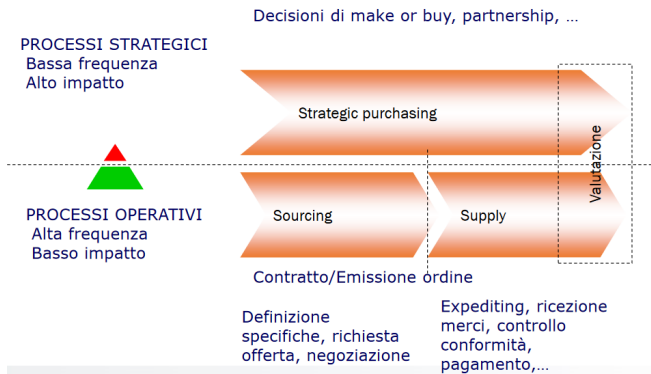 Decisioni di make or buy, partnership, …
PROCESSI STRATEGICI
Bassa frequenza
Alto impatto
Strategic purchasing
Valutazione
PROCESSI OPERATIVI
Alta frequenza
Basso impatto
Sourcing
Supply
Contratto/Emissione ordine
Definizione
specifiche, richiesta
offerta, negoziazione
Expediting, ricezione
merci, controllo
conformità,
pagamento,…